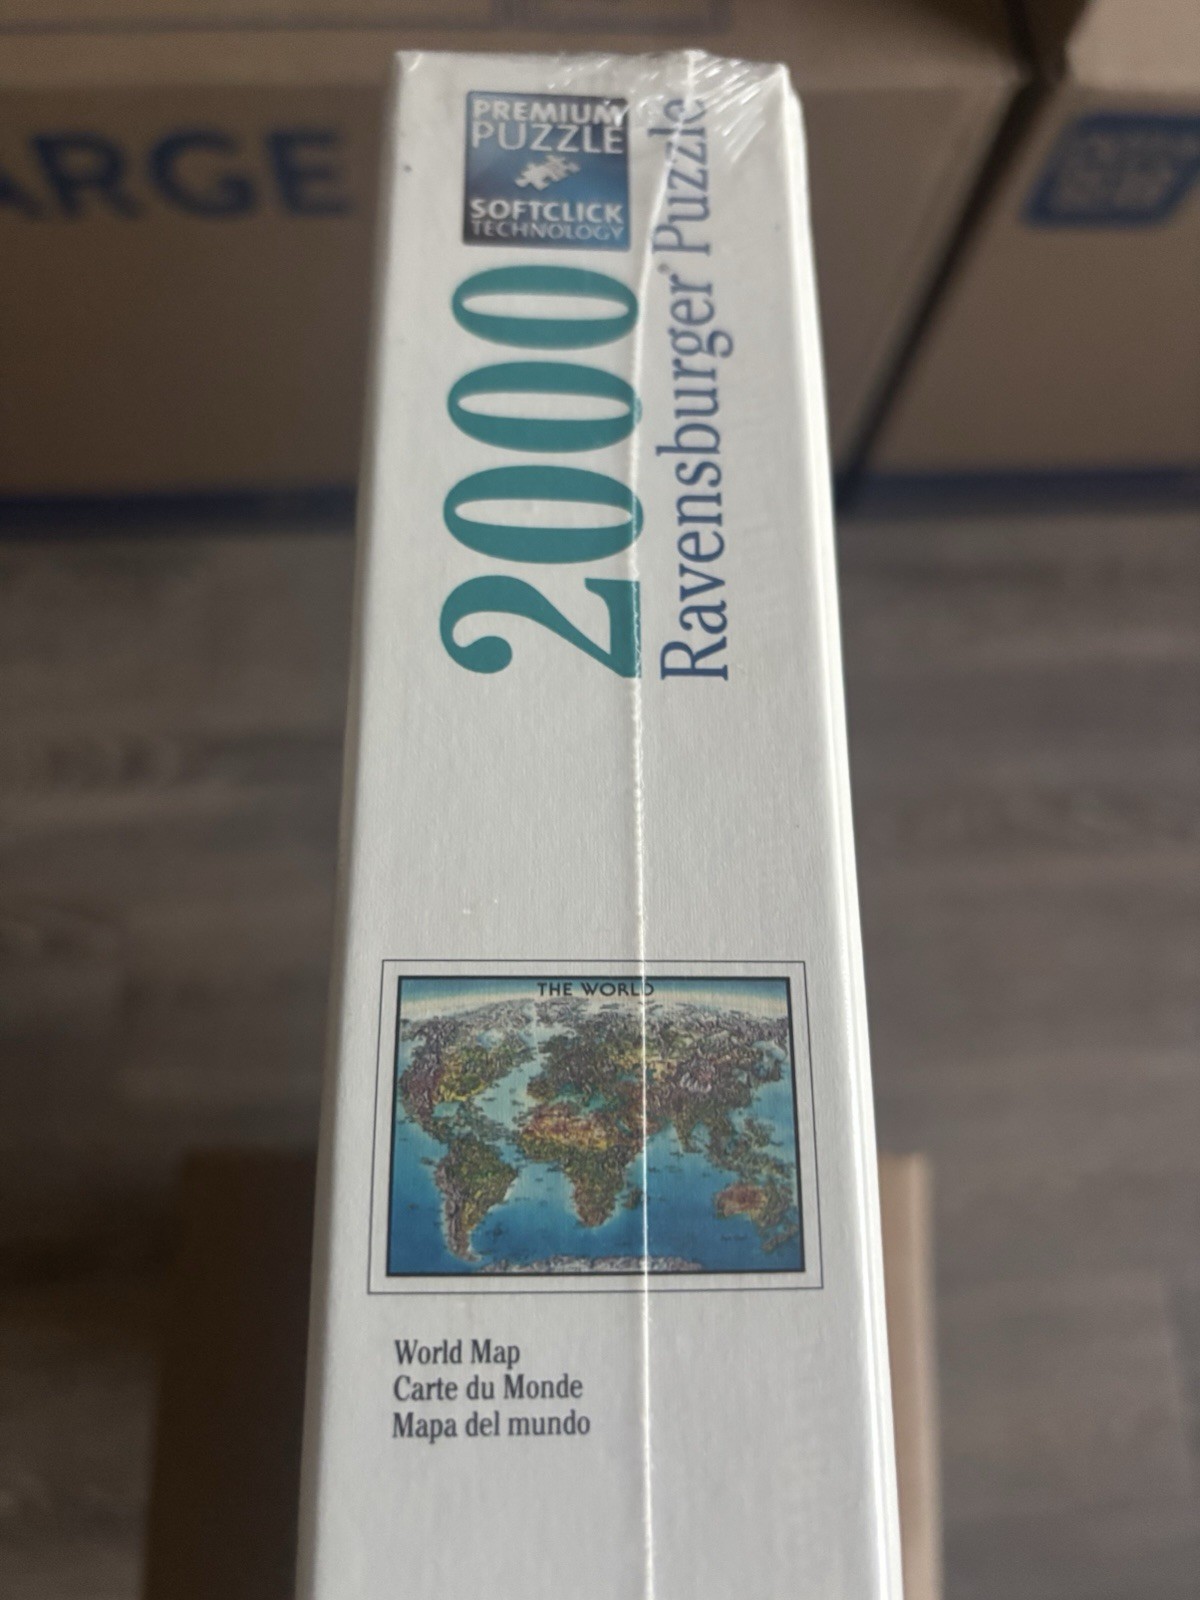 ARGE
PREMIUM
PUZZLE
SOFTCLICK
TECHNOLOGY
2000
Ravensburger® Puzzle
THE WORLD
World Map
Carte du Monde
Mapa del mundo